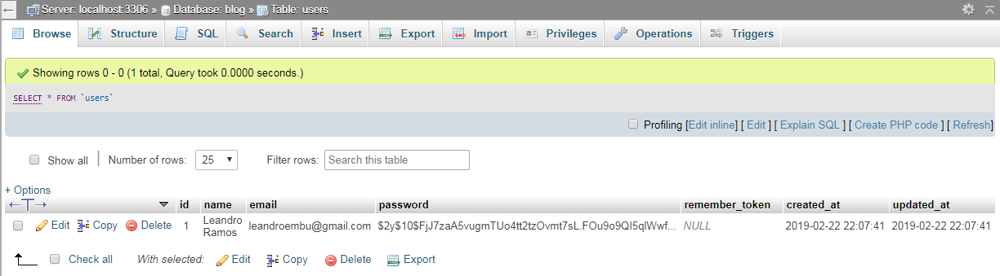 Server: localhost:3306 » Database: blog » Table: users
Browse Structure SQL Search Insert Export Import Privileges Operations Triggers
Showing rows 0 - 0 (1 total, Query took 0.0000 seconds.)
SELECT * FROM `users`
Profiling [Edit inline] [ Edit ] [ Explain SQL ] [ Create PHP code ] [ Refresh]
Show all | Number of rows: 25 Filter rows: Search this table
+ Options
←T→ id name email password remember_token created_at updated_at
Edit Copy Delete 1 Leandro Ramos leandroembu@gmail.com $2y$10$FjJ7zaA5vugmTUo4tt2tzOvmt7sL.FOu9o9QI5qlWwf... NULL 2019-02-22 22:07:41 2019-02-22 22:07:41
Check all With selected: Edit Copy Delete Export